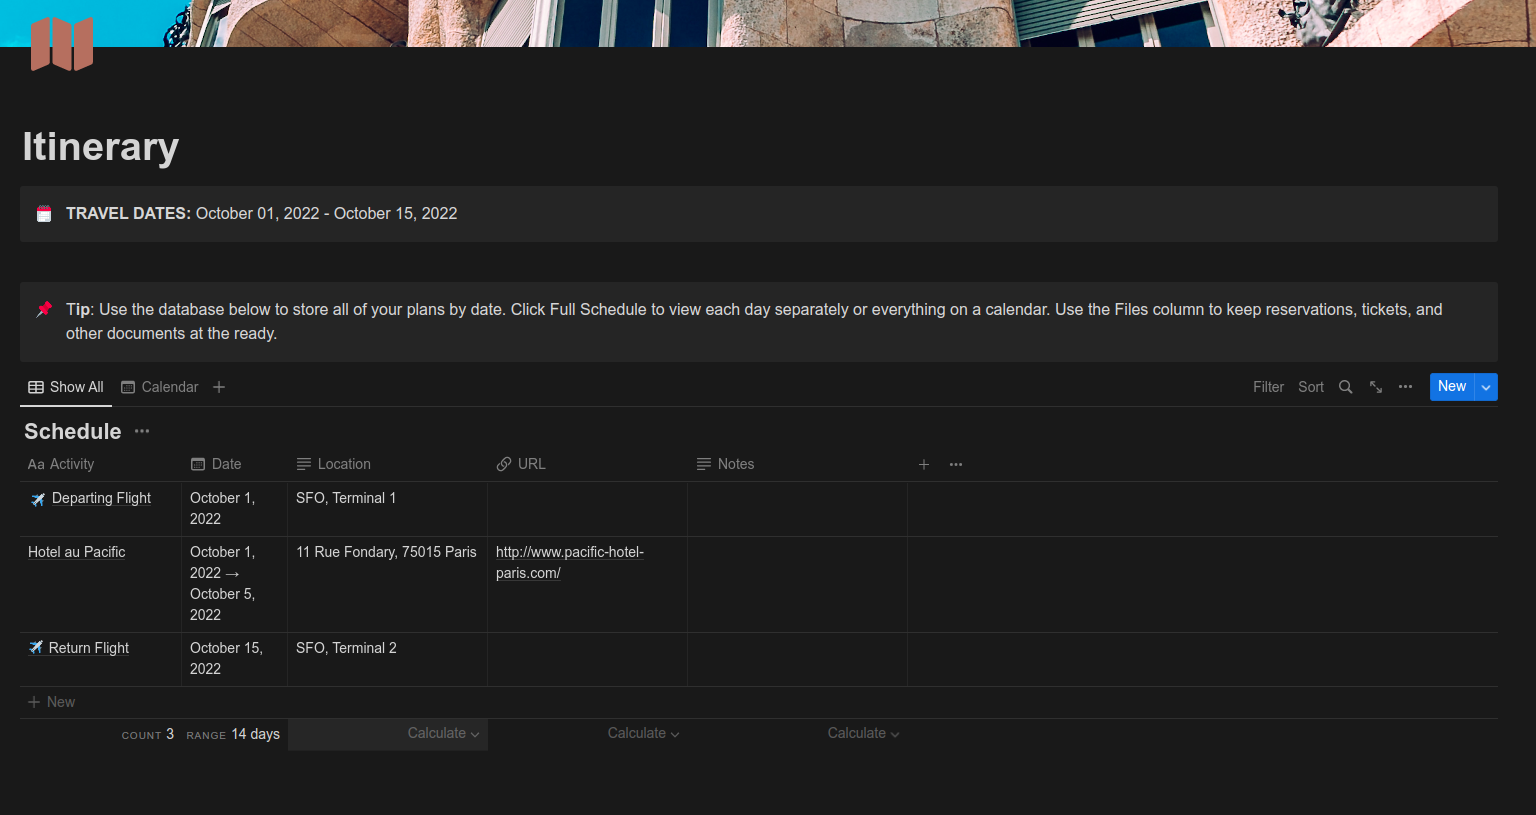 Itinerary
TRAVEL DATES: October 01, 2022 - October 15, 2022
Tip: Use the database below to store all of your plans by date. Click Full Schedule to view each day separately or everything on a calendar. Use the Files column to keep reservations, tickets, and
other documents at the ready.
Show All Calendar Filter Sort New
Schedule
Aa Activity Date Location URL Notes
Departing Flight October 1, SFO, Terminal 1
2022
Hotel au Pacific October 1, 11 Rue Fondary, 75015 Paris http://www.pacific-hotel-
2022 → paris.com/
October 5,
2022
Return Flight October 15, SFO, Terminal 2
2022
New
COUNT 3 RANGE 14 days Calculate Calculate Calculate